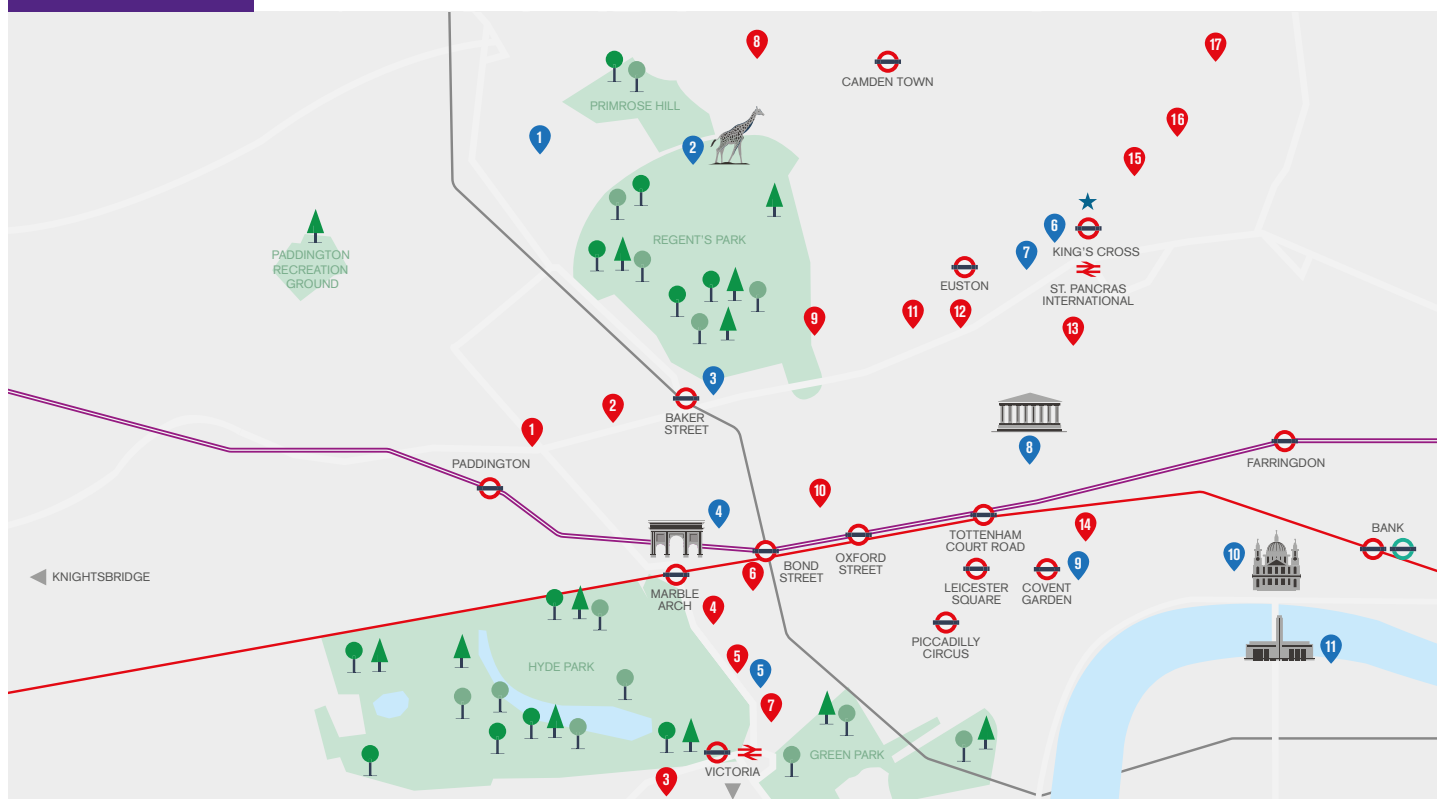 8
17
CAMDEN TOWN
PRIMROSE HILL
16
1
2
15
6
REGENT'S PARK
7
KING'S CROSS
PADDINGTON
RECREATION
GROUND
EUSTON
ST. PANCRAS
INTERNATIONAL
9
11
12
13
3
2
BAKER
STREET
1
8
PADDINGTON
FARRINGDON
10
4
14
TOTTENHAM
COURT ROAD
BANK
OXFORD
STREET
10
BOND
STREET
9
KNIGHTSBRIDGE
6
MARBLE
ARCH
LEICESTER
SQUARE
COVENT
GARDEN
4
PICCADILLY
CIRCUS
11
5
5
HYDE PARK
7
GREEN PARK
VICTORIA
3